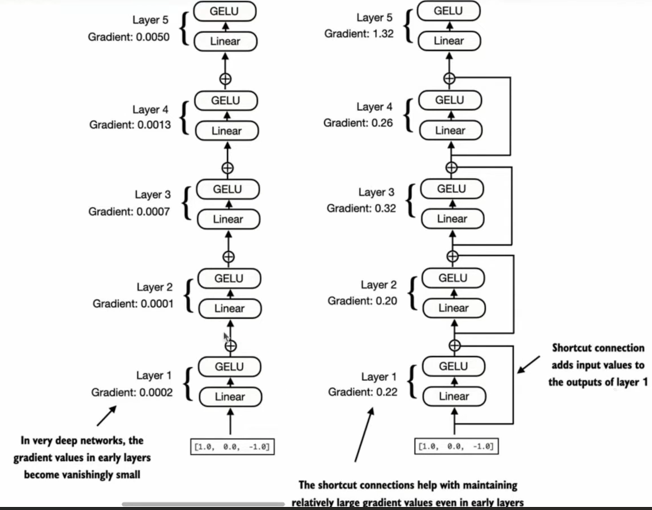 GELU
Layer 5
Gradient: 0.0050
Linear
GELU
Layer 4
Gradient: 0.0013
Linear
GELU
Layer 3
Gradient: 0.0007
Linear
GELU
Layer 2
Gradient: 0.0001
Linear
GELU
Layer 1
Gradient: 0.0002
Linear
[1.0, 0.0, -1.0]
In very deep networks, the
gradient values in early layers
become vanishingly small
GELU
Layer 5
Gradient: 1.32
Linear
GELU
Layer 4
Gradient: 0.26
Linear
GELU
Layer 3
Gradient: 0.32
Linear
GELU
Layer 2
Gradient: 0.20
Linear
GELU
Layer 1
Gradient: 0.22
Linear
[1.0, 0.0, -1.0]
Shortcut connection
adds input values to
the outputs of layer 1
The shortcut connections help with maintaining
relatively large gradient values even in early layers